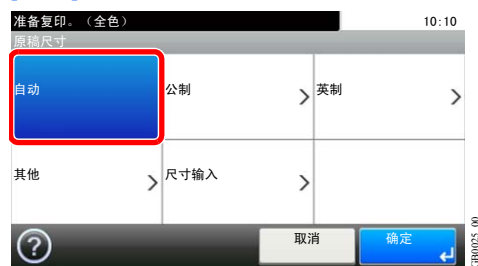 准备复印。（全色） 10:10
原稿尺寸
自动 公制 英制
其他 尺寸输入
取消 确定
GB0025_00